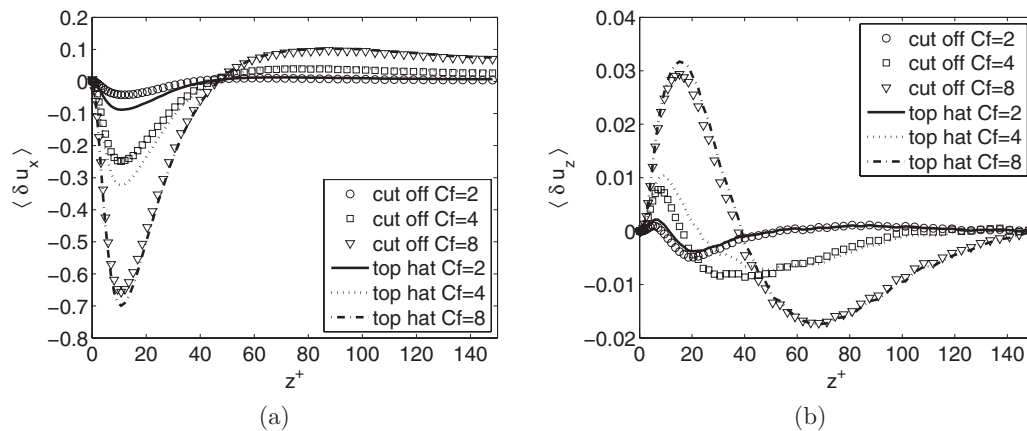 0.2
0.1
0
−0.1
−0.2
−0.3
−0.4
−0.5
−0.6
−0.7
−0.8
⟨ δ u_x ⟩
0 20 40 60 80 100 120 140
z⁺
cut off Cf=2
cut off Cf=4
cut off Cf=8
top hat Cf=2
top hat Cf=4
top hat Cf=8
(a)
0.04
0.03
0.02
0.01
0
−0.01
−0.02
⟨ δ u_z ⟩
0 20 40 60 80 100 120 140
z⁺
cut off Cf=2
cut off Cf=4
cut off Cf=8
top hat Cf=2
top hat Cf=4
top hat Cf=8
(b)